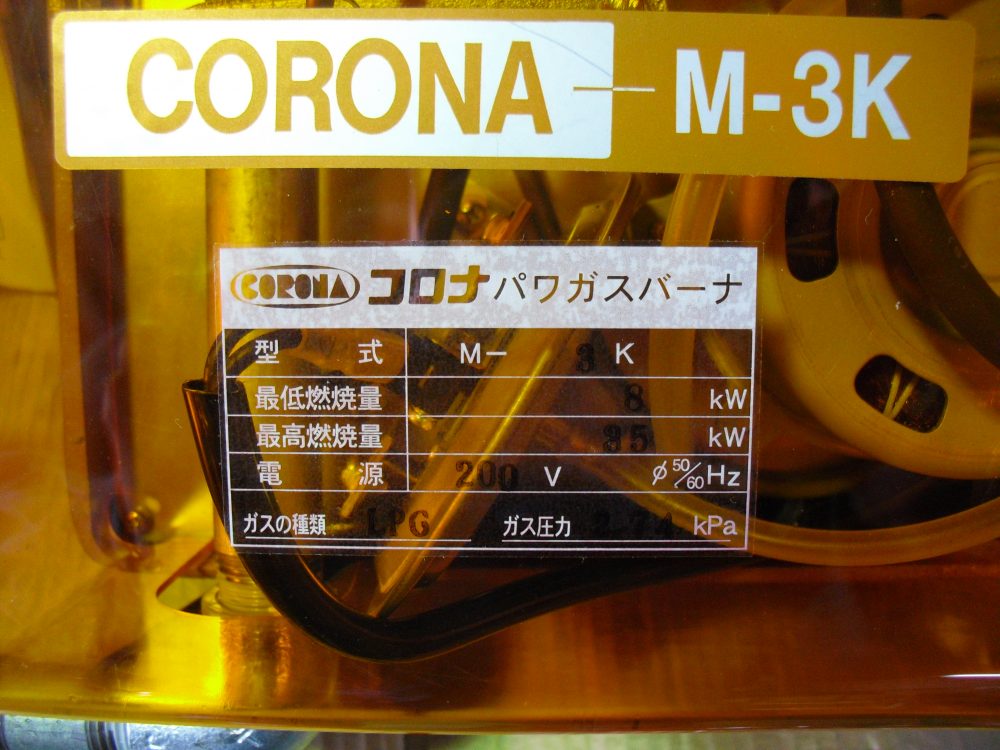 CORONA — M-3K
CORONA コロナパワガスバーナ
型式 M- 3 K
最低燃焼量 8 kW
最高燃焼量 35 kW
電源 200 V φ 50/60 Hz
ガスの種類 LPG ガス圧力 kPa